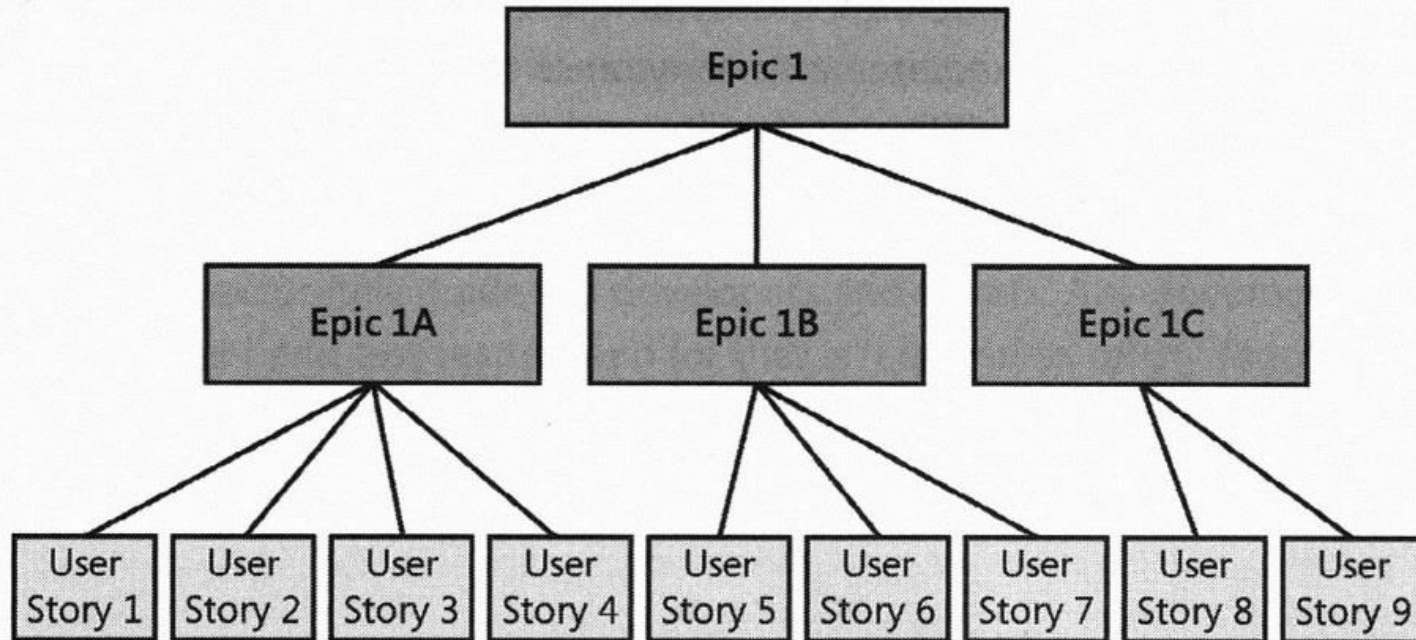 Epic 1
Epic 1A
Epic 1B
Epic 1C
User
Story 1
User
Story 2
User
Story 3
User
Story 4
User
Story 5
User
Story 6
User
Story 7
User
Story 8
User
Story 9